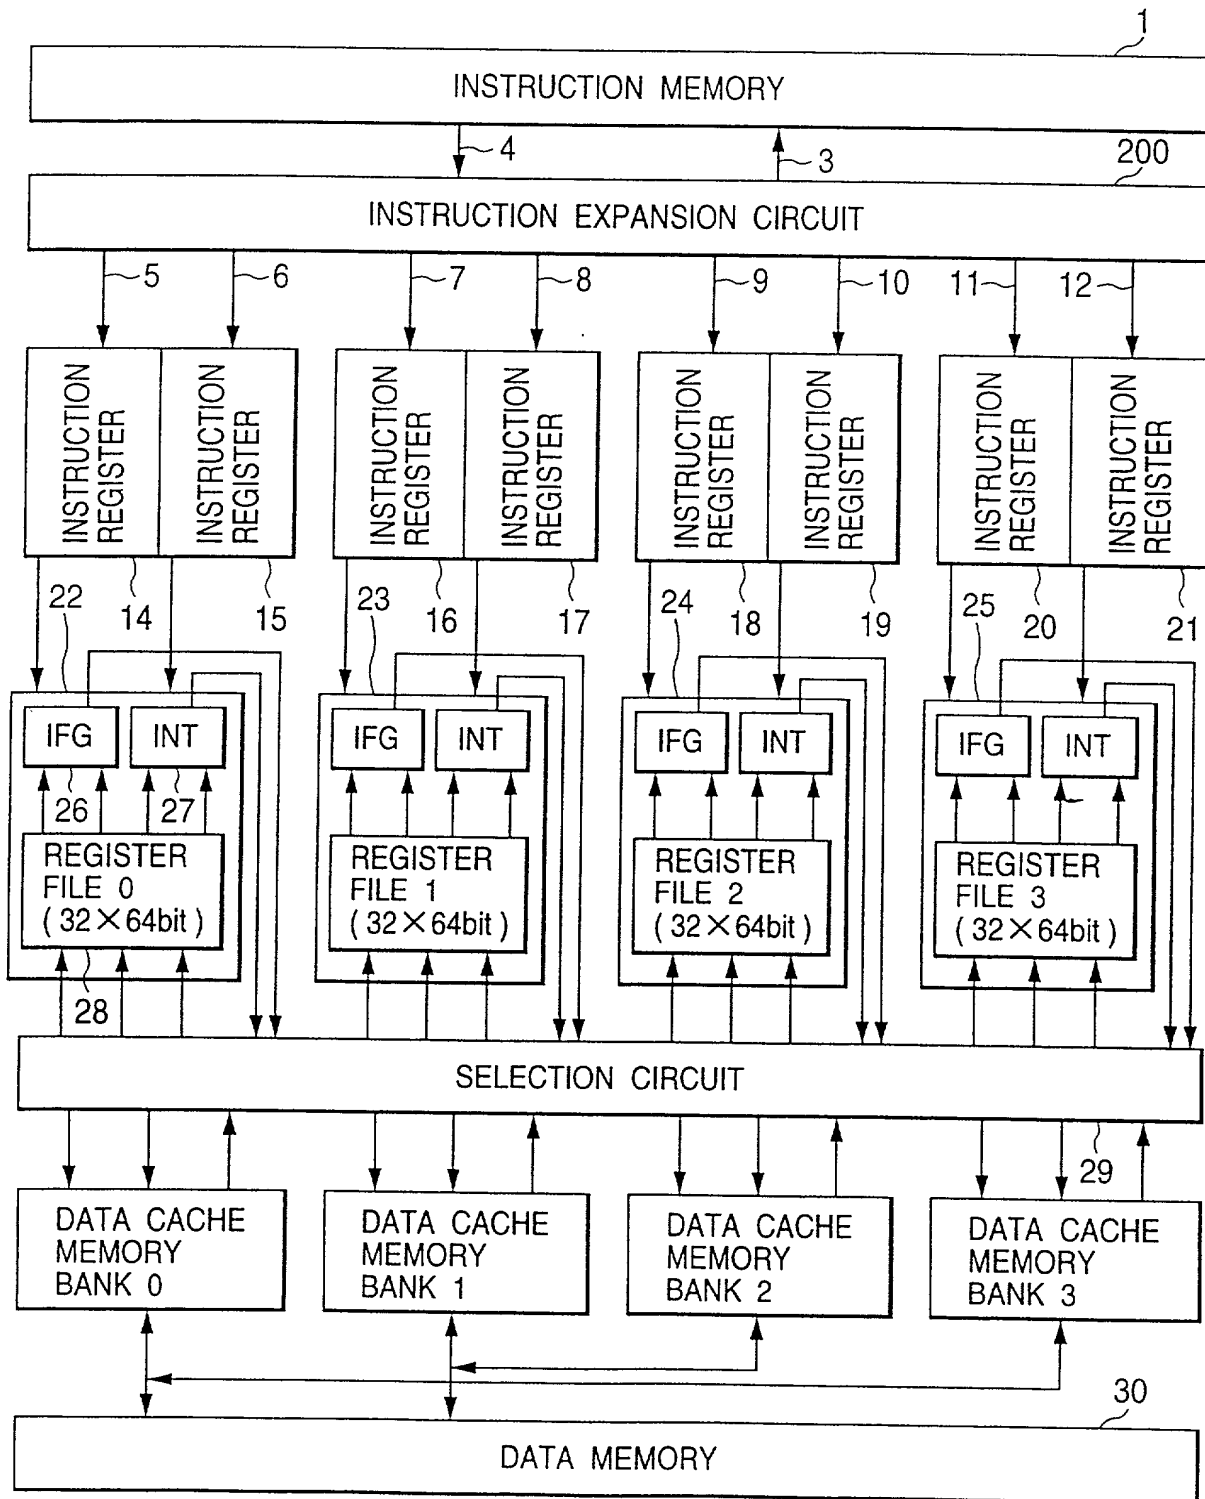 1
INSTRUCTION MEMORY
4
3
200
INSTRUCTION EXPANSION CIRCUIT
5
6
7
8
9
10
11
12
INSTRUCTION
REGISTER
INSTRUCTION
REGISTER
INSTRUCTION
REGISTER
INSTRUCTION
REGISTER
INSTRUCTION
REGISTER
INSTRUCTION
REGISTER
INSTRUCTION
REGISTER
INSTRUCTION
REGISTER
22
14
15
23
16
17
24
18
19
25
20
21
IFG
INT
IFG
INT
IFG
INT
IFG
INT
26
27
REGISTER
FILE 0
(32×64bit)
REGISTER
FILE 1
(32×64bit)
REGISTER
FILE 2
(32×64bit)
REGISTER
FILE 3
(32×64bit)
28
SELECTION CIRCUIT
29
DATA CACHE
MEMORY
BANK 0
DATA CACHE
MEMORY
BANK 1
DATA CACHE
MEMORY
BANK 2
DATA CACHE
MEMORY
BANK 3
30
DATA MEMORY